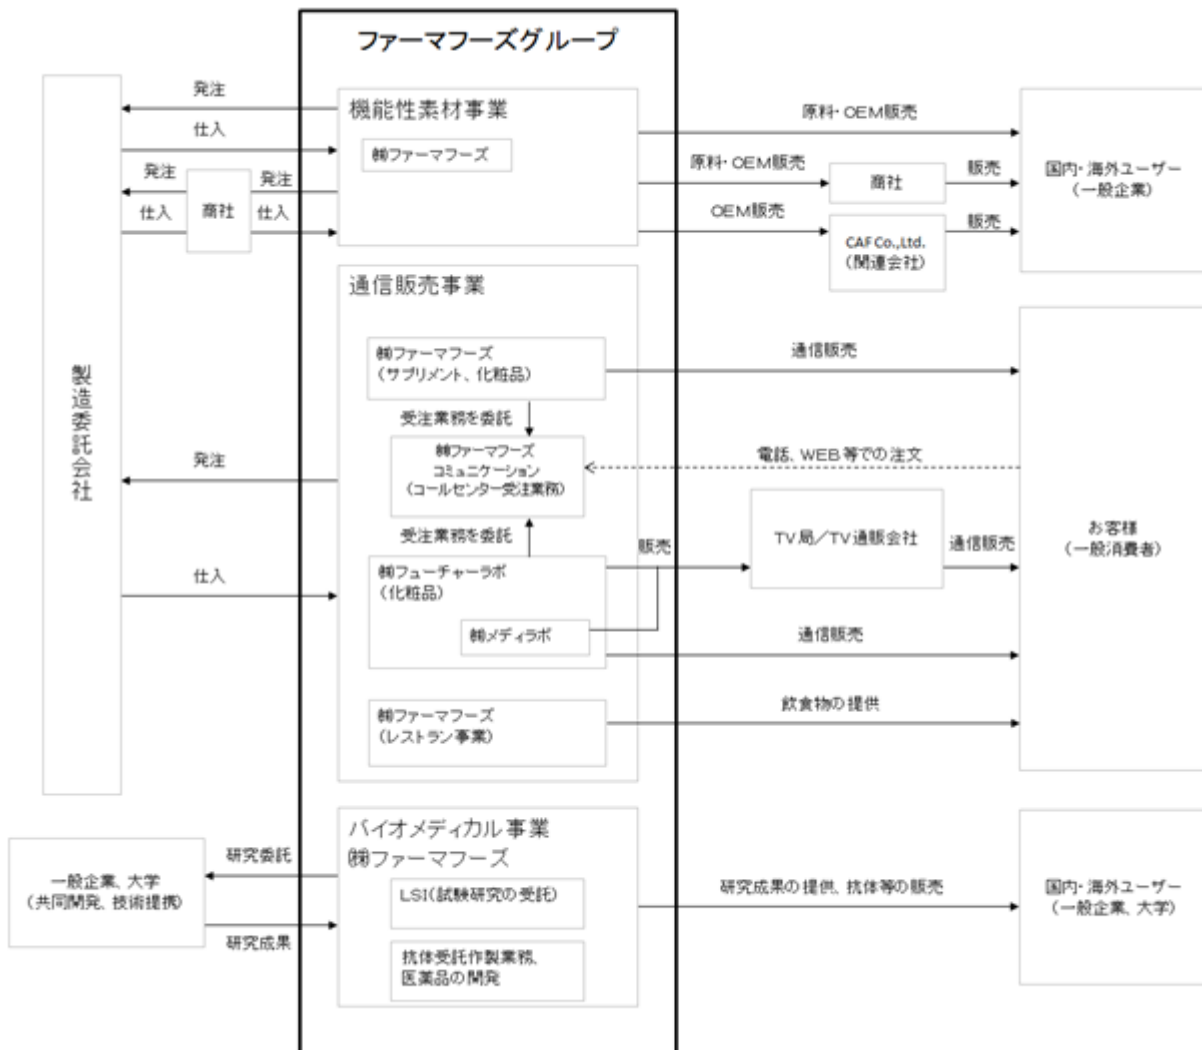 ファーマフーズグループ
発注
仕入
発注
発注
商社
仕入
仕入
機能性素材事業
㈱ファーマフーズ
原料・OEM販売
原料・OEM販売
商社
販売
OEM販売
CAF Co.,Ltd.
(関連会社)
販売
国内・海外ユーザー
(一般企業)
製造委託会社
通信販売事業
㈱ファーマフーズ
(サプリメント、化粧品)
通信販売
受注業務を委託
㈱ファーマフーズ
コミュニケーション
(コールセンター受注業務)
電話、WEB等での注文
発注
受注業務を委託
販売
TV局/TV通販会社
通信販売
お客様
(一般消費者)
仕入
㈱フューチャーラボ
(化粧品)
㈱メディラボ
通信販売
㈱ファーマフーズ
(レストラン事業)
飲食物の提供
バイオメディカル事業
㈱ファーマフーズ
LSI(試験研究の受託)
抗体受託作製業務、
医薬品の開発
研究委託
一般企業、大学
(共同開発、技術提携)
研究成果
研究成果の提供、抗体等の販売
国内・海外ユーザー
(一般企業、大学)